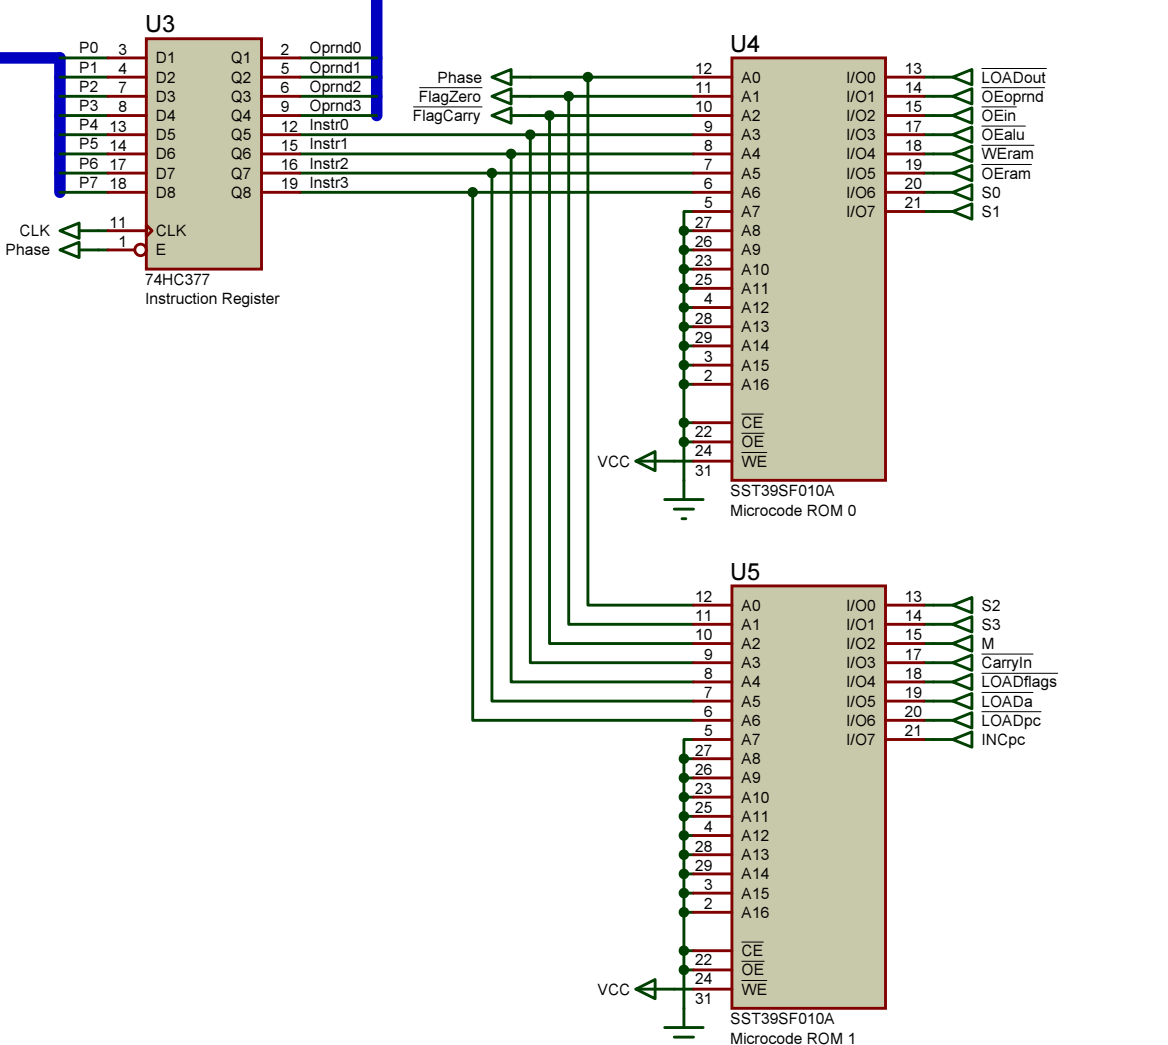 U3
P0 3 D1 Q1 2 Oprnd0
P1 4 D2 Q2 5 Oprnd1
P2 7 D3 Q3 6 Oprnd2
P3 8 D4 Q4 9 Oprnd3
P4 13 D5 Q5 12 Instr0
P5 14 D6 Q6 15 Instr1
P6 17 D7 Q7 16 Instr2
P7 18 D8 Q8 19 Instr3
CLK 11 CLK
Phase 1 E
74HC377
Instruction Register
U4
Phase 12 A0 I/O0 13 LOADout
FlagZero 11 A1 I/O1 14 OEoprnd
FlagCarry 10 A2 I/O2 15 OEin
9 A3 I/O3 17 OEalu
8 A4 I/O4 18 WEram
7 A5 I/O5 19 OEram
6 A6 I/O6 20 S0
5 A7 I/O7 21 S1
27 A8
26 A9
23 A10
25 A11
4 A12
28 A13
29 A14
3 A15
2 A16
22 CE
24 OE
VCC 31 WE
SST39SF010A
Microcode ROM 0
U5
12 A0 I/O0 13 S2
11 A1 I/O1 14 S3
10 A2 I/O2 15 M
9 A3 I/O3 17 CarryIn
8 A4 I/O4 18 LOADflags
7 A5 I/O5 19 LOADa
6 A6 I/O6 20 LOADpc
5 A7 I/O7 21 INCpc
27 A8
26 A9
23 A10
25 A11
4 A12
28 A13
29 A14
3 A15
2 A16
22 CE
24 OE
VCC 31 WE
SST39SF010A
Microcode ROM 1